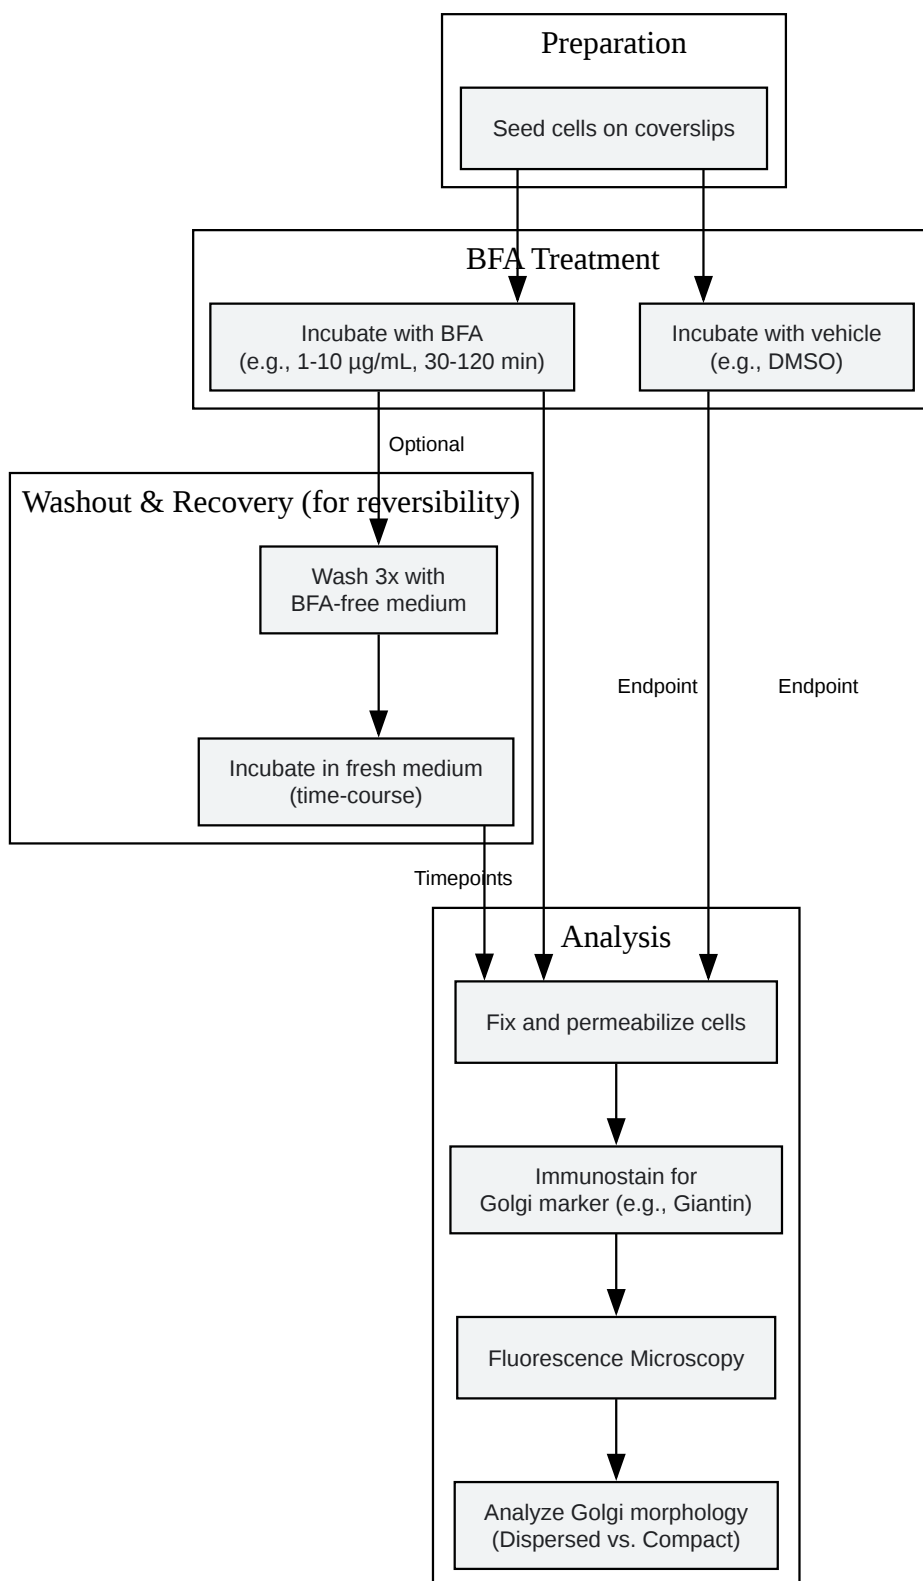 Preparation
Seed cells on coverslips
BFA Treatment
Incubate with BFA
(e.g., 1-10 µg/mL, 30-120 min)
Incubate with vehicle
(e.g., DMSO)
Optional
Washout & Recovery (for reversibility)
Wash 3x with
BFA-free medium
Endpoint
Endpoint
Incubate in fresh medium
(time-course)
Timepoints
Analysis
Fix and permeabilize cells
Immunostain for
Golgi marker (e.g., Giantin)
Fluorescence Microscopy
Analyze Golgi morphology
(Dispersed vs. Compact)